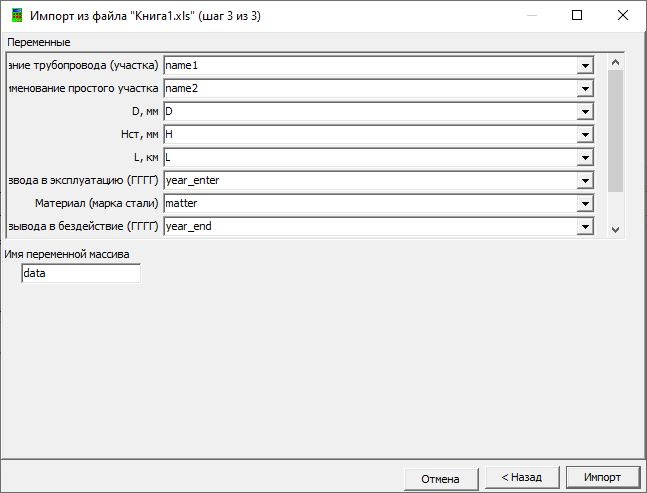 Импорт из файла "Книга1.xls" (шаг 3 из 3)
Переменные
ание трубопровода (участка) name1
именование простого участка name2
D, мм D
Hст, мм H
L, км L
ввода в эксплуатацию (ГГГГ) year_enter
Материал (марка стали) matter
вывода в бездействие (ГГГГ) year_end
Имя переменной массива
data
Отмена < Назад Импорт